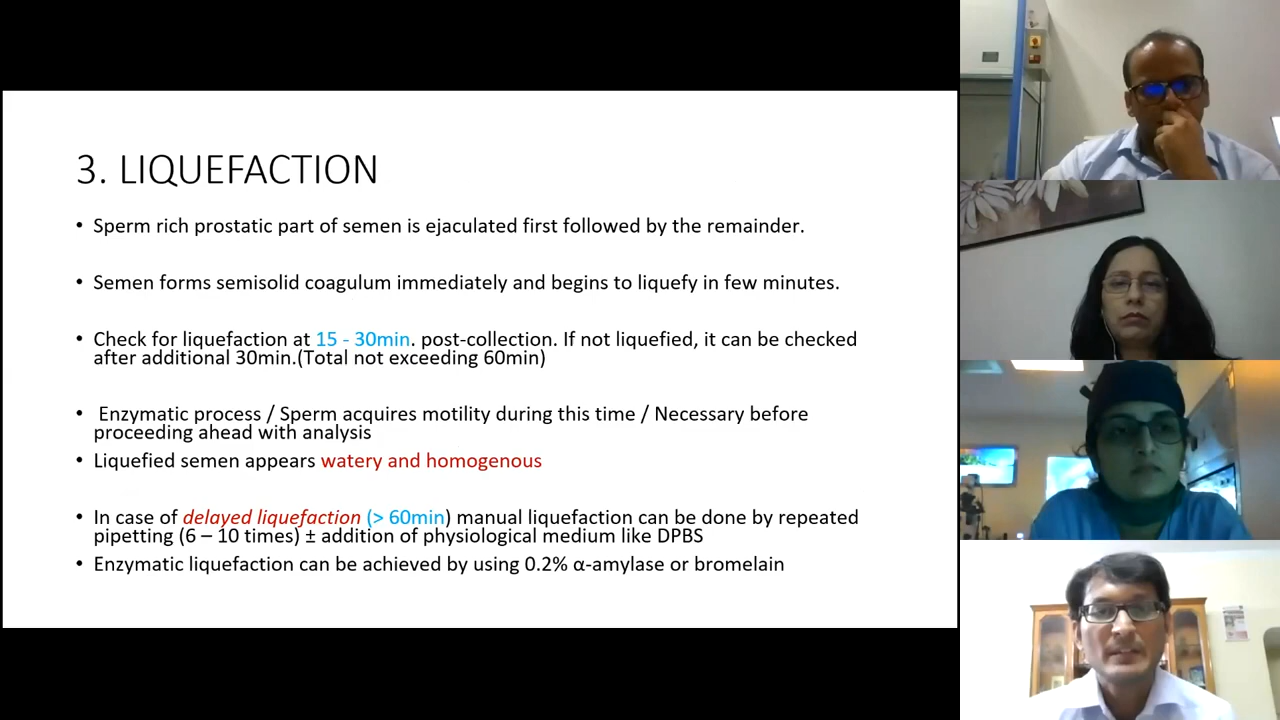 3. LIQUEFACTION
• Sperm rich prostatic part of semen is ejaculated first followed by the remainder.
• Semen forms semisolid coagulum immediately and begins to liquefy in few minutes.
• Check for liquefaction at 15 - 30min. post-collection. If not liquefied, it can be checked
after additional 30min.(Total not exceeding 60min)
• Enzymatic process / Sperm acquires motility during this time / Necessary before
proceeding ahead with analysis
• Liquefied semen appears watery and homogenous
• In case of delayed liquefaction (> 60min) manual liquefaction can be done by repeated
pipetting (6 – 10 times) ± addition of physiological medium like DPBS
• Enzymatic liquefaction can be achieved by using 0.2% α-amylase or bromelain